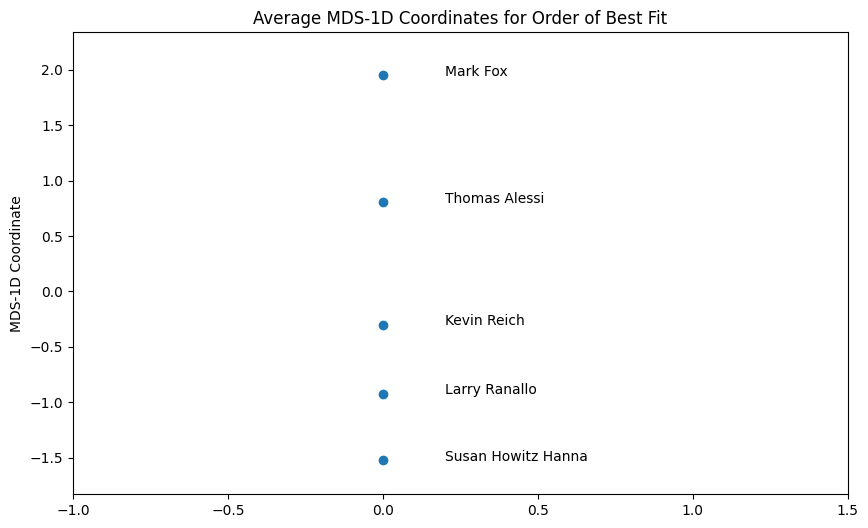 Average MDS-1D Coordinates for Order of Best Fit
MDS-1D Coordinate
2.0
1.5
1.0
0.5
0.0
−0.5
−1.0
−1.5
Mark Fox
Thomas Alessi
Kevin Reich
Larry Ranallo
Susan Howitz Hanna
−1.0 −0.5 0.0 0.5 1.0 1.5